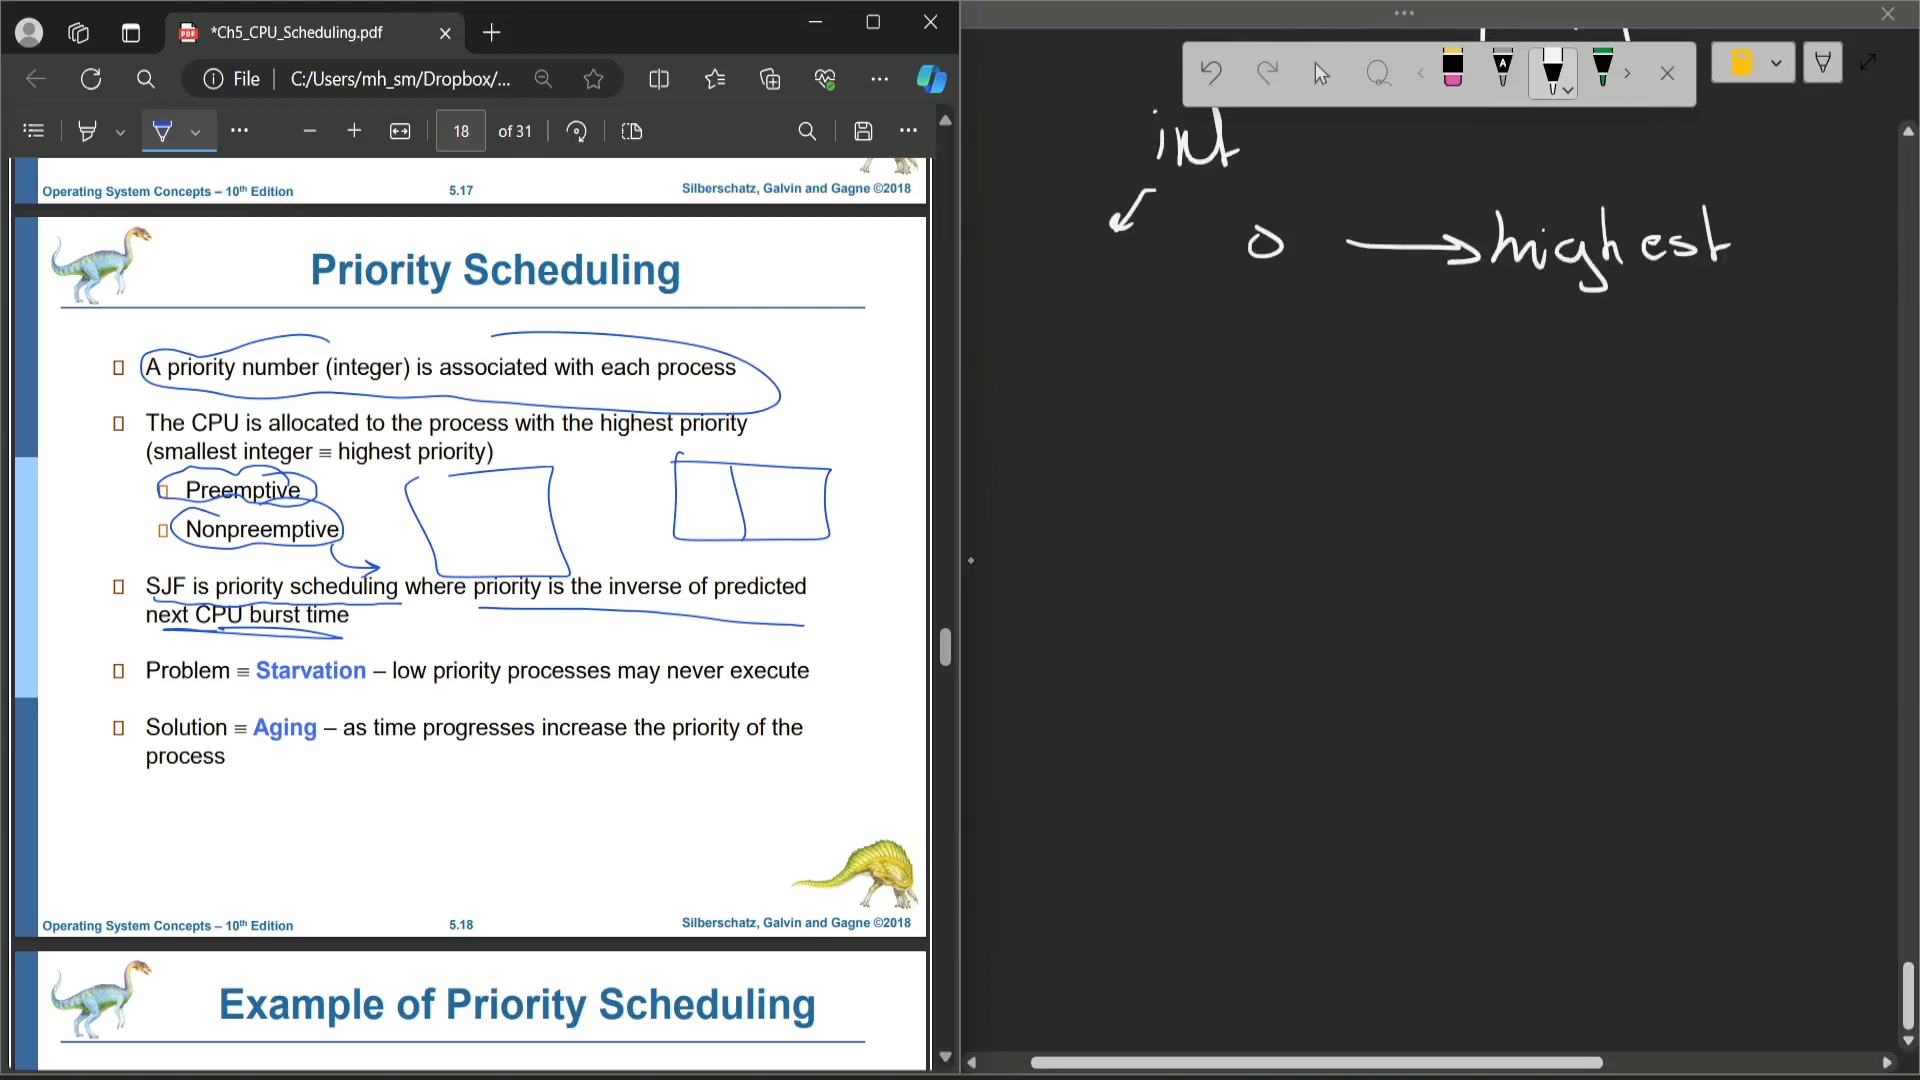 *Ch5_CPU_Scheduling.pdf
File
C:/Users/mh_sm/Dropbox/...
18 of 31
Operating System Concepts – 10th Edition 5.17 Silberschatz, Galvin and Gagne ©2018
Priority Scheduling
A priority number (integer) is associated with each process
The CPU is allocated to the process with the highest priority
(smallest integer ≡ highest priority)
Preemptive
Nonpreemptive
SJF is priority scheduling where priority is the inverse of predicted
next CPU burst time
Problem ≡ Starvation – low priority processes may never execute
Solution ≡ Aging – as time progresses increase the priority of the
process
Operating System Concepts – 10th Edition 5.18 Silberschatz, Galvin and Gagne ©2018
Example of Priority Scheduling
A
int
0 → highest